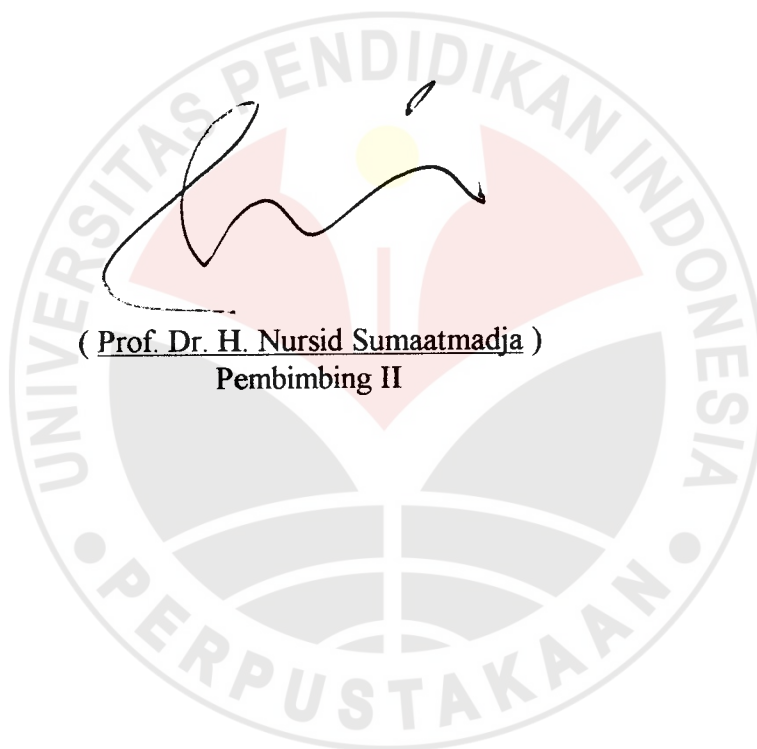 UNIVERSITAS PENDIDIKAN INDONESIA
( Prof. Dr. H. Nursid Sumaatmadja )
Pembimbing II
PERPUSTAKAAN